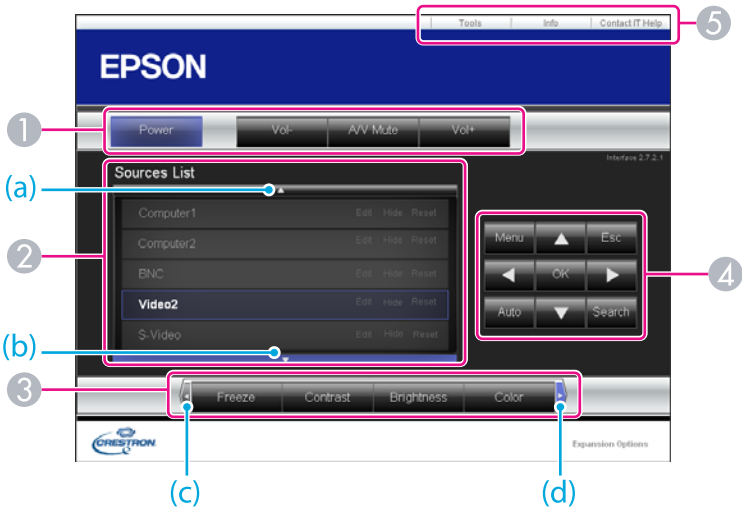 Tools Info Contact IT Help
5
EPSON
1
Power Vol- A/V Mute Vol+
Interface 2.7.2.1
Sources List
(a)
Computer1 Edit Hide Reset
Computer2 Edit Hide Reset
2
BNC Edit Hide Reset
Video2 Edit Hide Reset
S-Video Edit Hide Reset
(b)
Menu Esc
OK
4
Auto Search
3
Freeze Contrast Brightness Color
CRESTRON
Expansion Options
(c) (d)